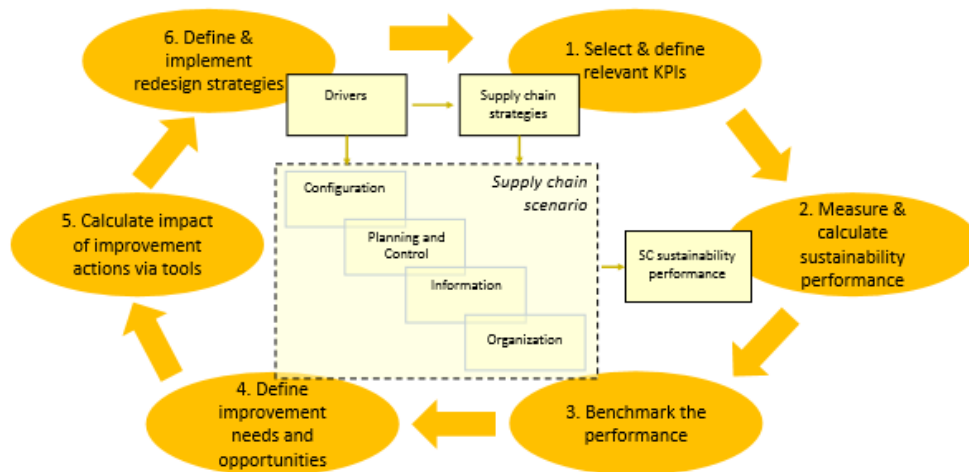 6. Define &
implement
redesign strategies
1. Select & define
relevant KPIs
Drivers
Supply chain
strategies
Configuration
Supply chain
scenario
Planning and
Control
Information
Organization
SC sustainability
performance
2. Measure &
calculate
sustainability
performance
5. Calculate impact
of improvement
actions via tools
4. Define
improvement
needs and
opportunities
3. Benchmark the
performance